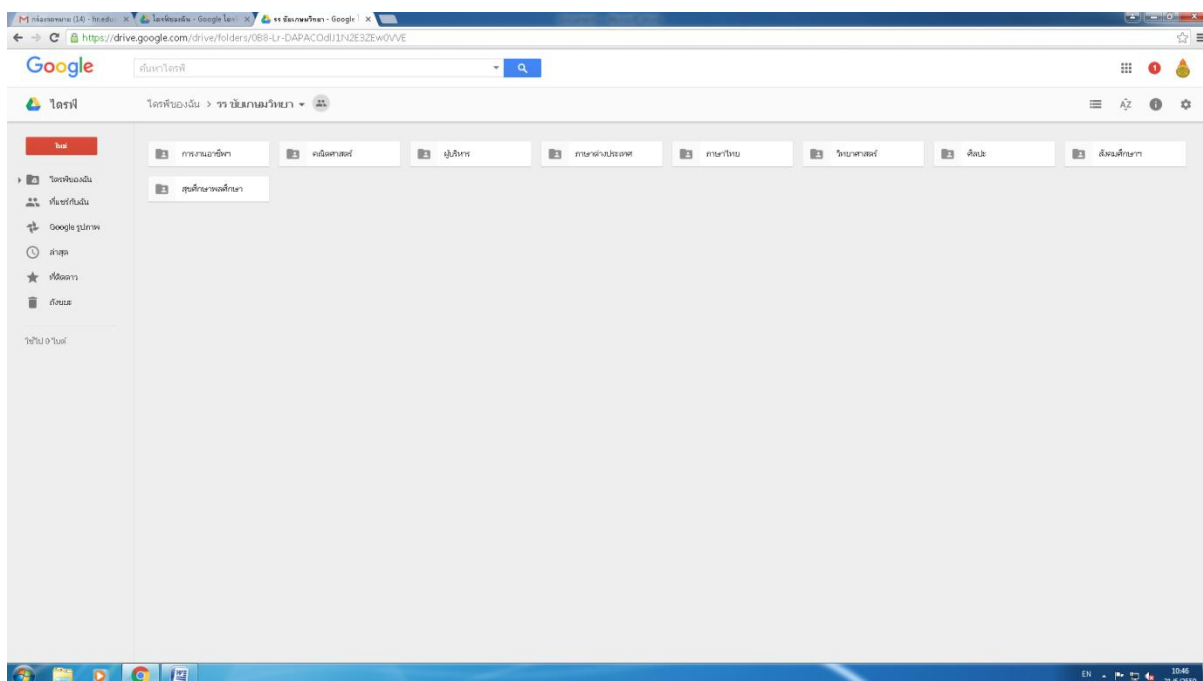 กล่องจดหมาย (14) - hr.edu
ไดรฟ์ของฉัน - Google ไดร
รร ชัยเกษมวิทยา - Google
https://drive.google.com/drive/folders/0B8-Lr-DAPACOdlJ1N2E3ZEw0VVE
Google
ค้นหาไดรฟ์
1
ไดรฟ์
ไดรฟ์ของฉัน > รร ชัยเกษมวิทยา
AZ
ใหม่
ไดรฟ์ของฉัน
ที่แชร์กับฉัน
Google รูปภาพ
ล่าสุด
ที่ติดดาว
ถังขยะ
ใช้ไป 0 ไบต์
การงานอาชีพฯ
คณิตศาสตร์
ผู้บริหาร
ภาษาต่างประเทศ
ภาษาไทย
วิทยาศาสตร์
ศิลปะ
สังคมศึกษาฯ
สุขศึกษาพลศึกษา
EN
10:46